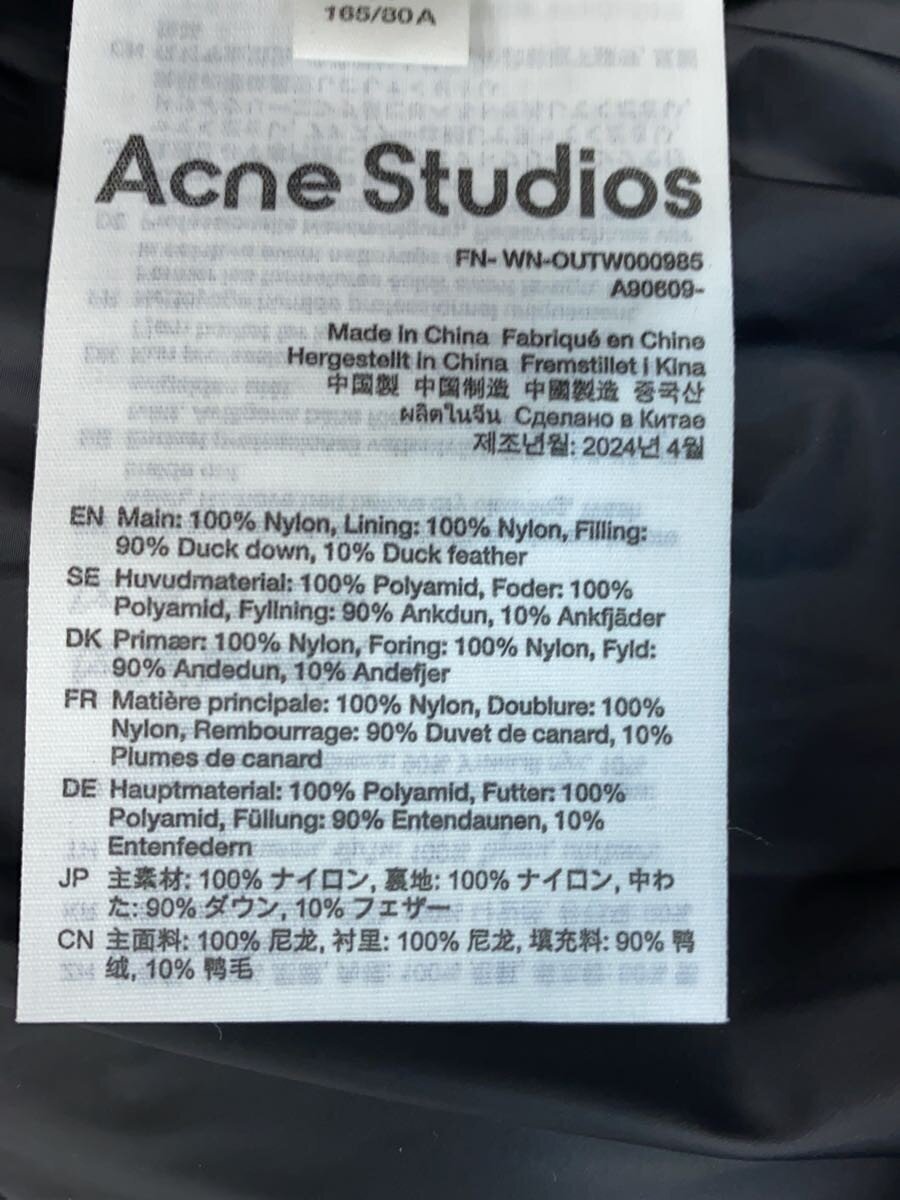 165/80A
Acne Studios
FN- WN-OUTW000985
A90609-
Made in China Fabriqué en Chine
Hergestellt in China Fremstillet i Kina
中国製 中国制造 中國製造 중국산
ผลิตในจีน Сделано в Китае
제조년월: 2024년 4월
EN Main: 100% Nylon, Lining: 100% Nylon, Filling:
90% Duck down, 10% Duck feather
SE Huvudmaterial: 100% Polyamid, Foder: 100%
Polyamid, Fyllning: 90% Ankdun, 10% Ankfjäder
DK Primær: 100% Nylon, Foring: 100% Nylon, Fyld:
90% Andedun, 10% Andefjer
FR Matière principale: 100% Nylon, Doublure: 100%
Nylon, Rembourrage: 90% Duvet de canard, 10%
Plumes de canard
DE Hauptmaterial: 100% Polyamid, Futter: 100%
Polyamid, Füllung: 90% Entendaunen, 10%
Entenfedern
JP 主素材: 100% ナイロン, 裏地: 100% ナイロン, 中わ
た: 90% ダウン, 10% フェザー
CN 主面料: 100% 尼龙, 衬里: 100% 尼龙, 填充料: 90% 鸭
绒, 10% 鸭毛